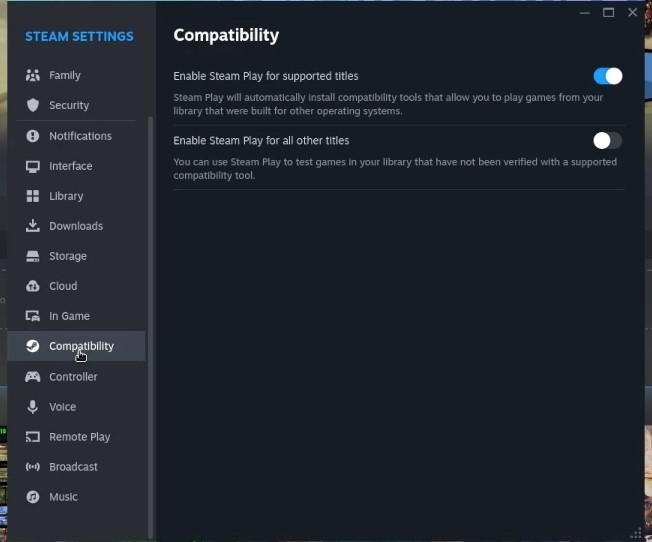 STEAM SETTINGS
Family
Security
Notifications
Interface
Library
Downloads
Storage
Cloud
In Game
Compatibility
Controller
Voice
Remote Play
Broadcast
Music
Compatibility
Enable Steam Play for supported titles
Steam Play will automatically install compatibility tools that allow you to play games from your
library that were built for other operating systems.
Enable Steam Play for all other titles
You can use Steam Play to test games in your library that have not been verified with a supported
compatibility tool.